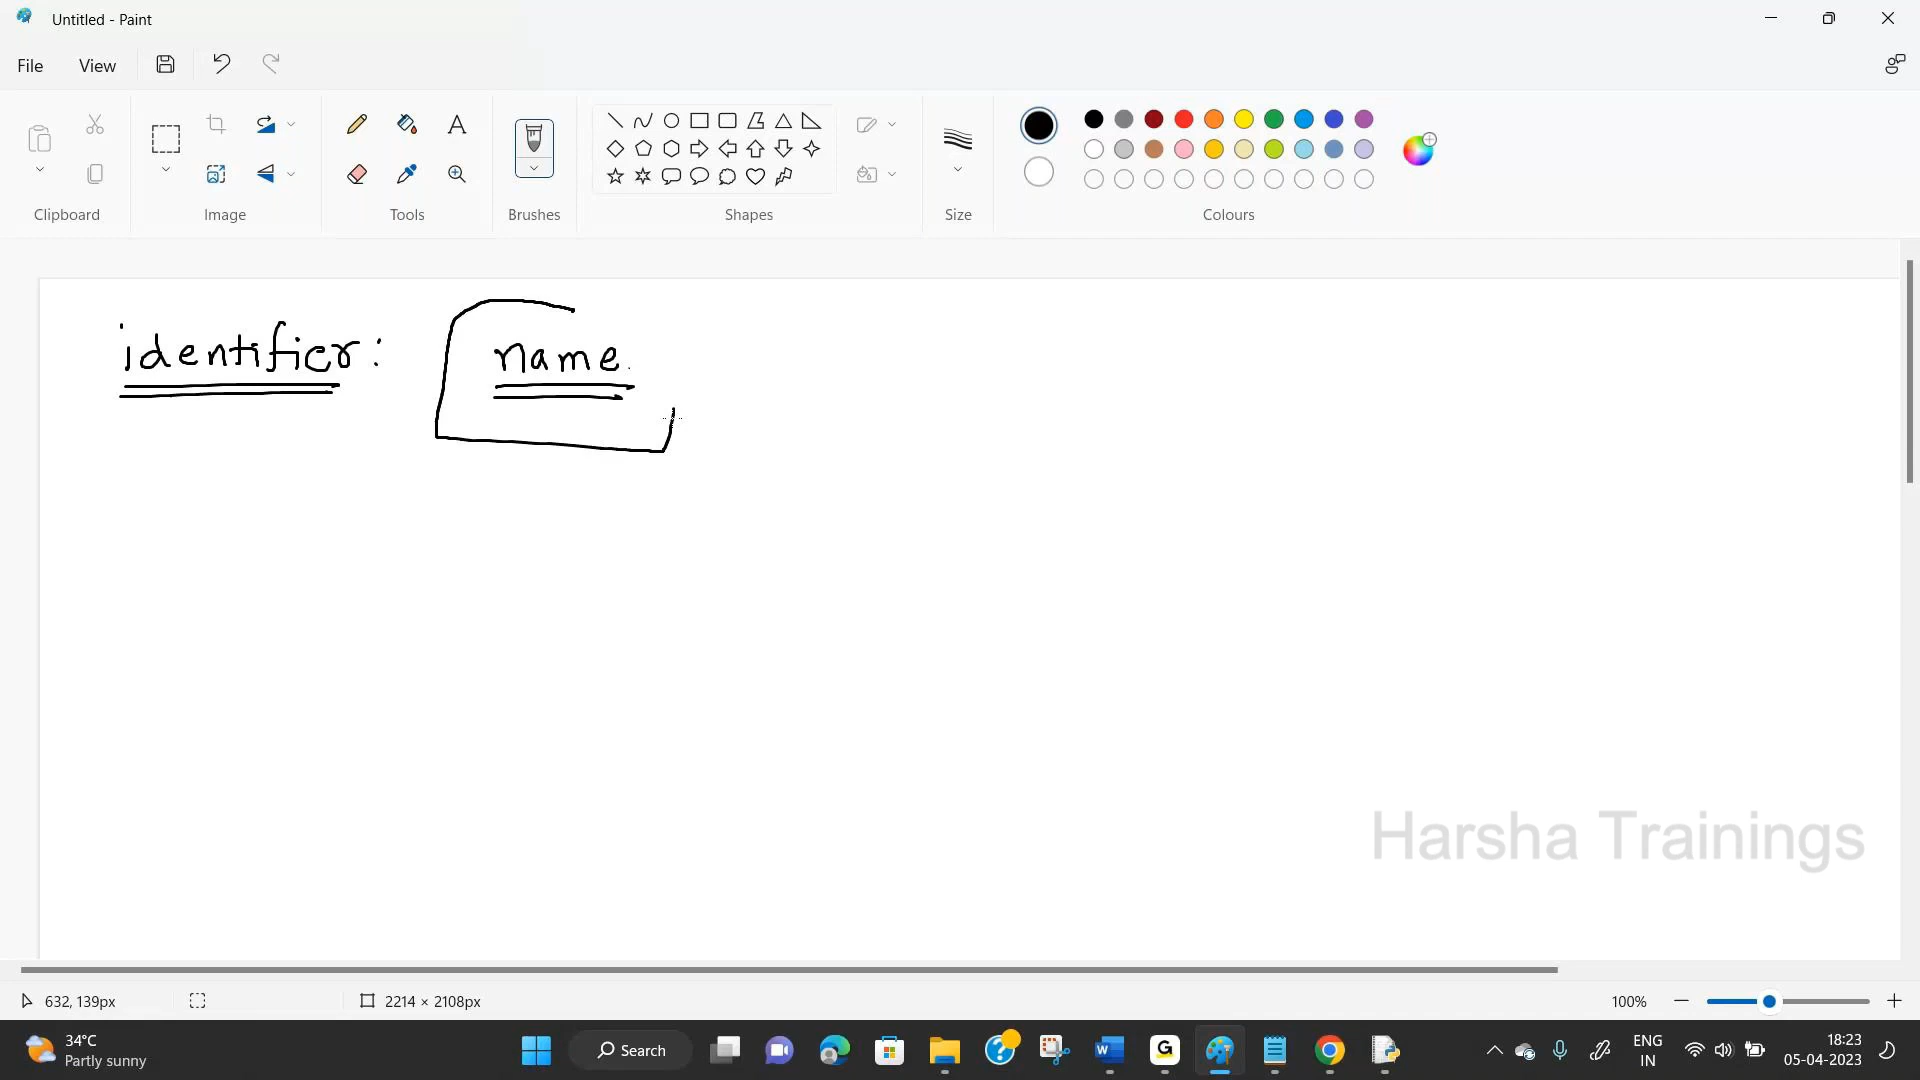 Untitled - Paint
File View
Clipboard Image Tools Brushes Shapes Size Colours
identifier: name.
Harsha Trainings
632, 139px 2214 × 2108px 100%
34°C
Partly sunny
Search
ENG
IN
18:23
05-04-2023